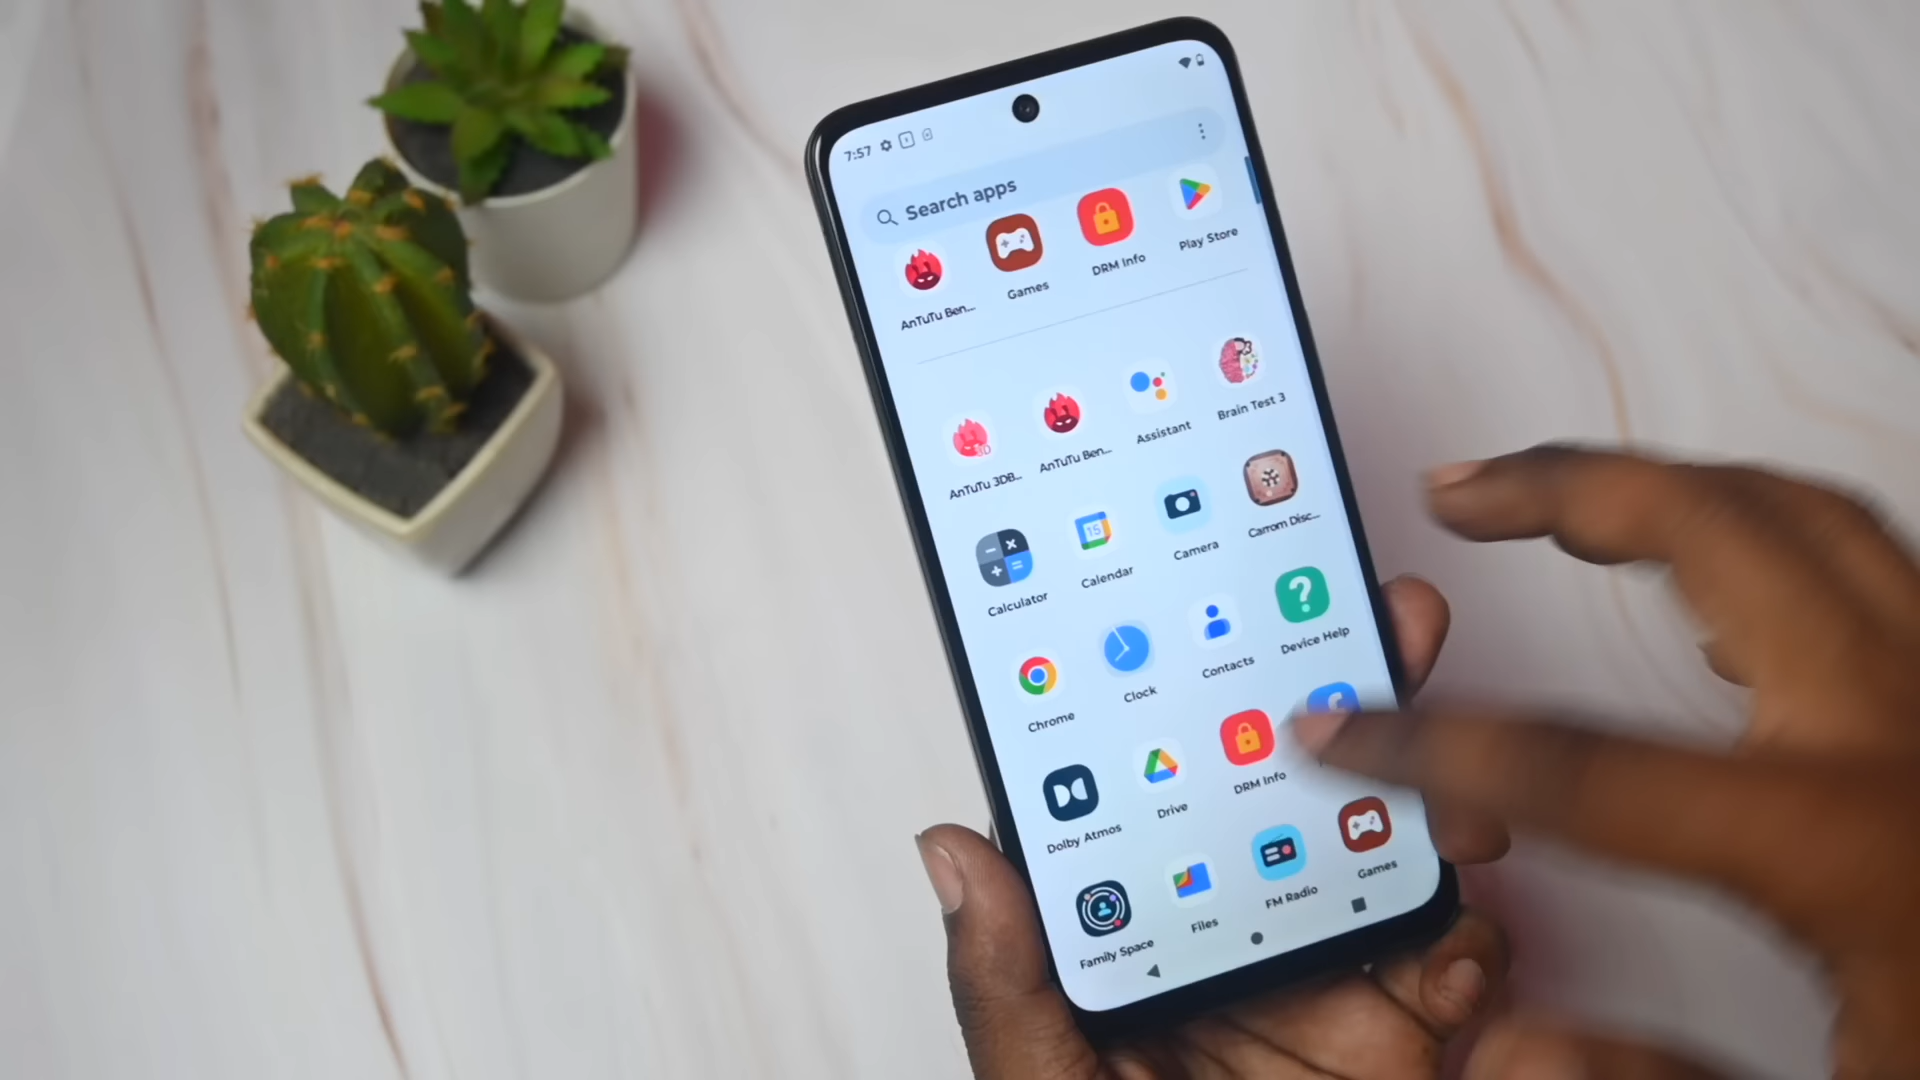 7:57
Search apps
AnTuTu Ben...
Games
DRM Info
Play Store
AnTuTu 3DB...
AnTuTu Ben...
Assistant
Brain Test 3
Calculator
15
Calendar
Camera
Carrom Disc...
Chrome
Clock
Contacts
Device Help
Dolby Atmos
Drive
DRM Info
Family Space
Files
FM Radio
Games